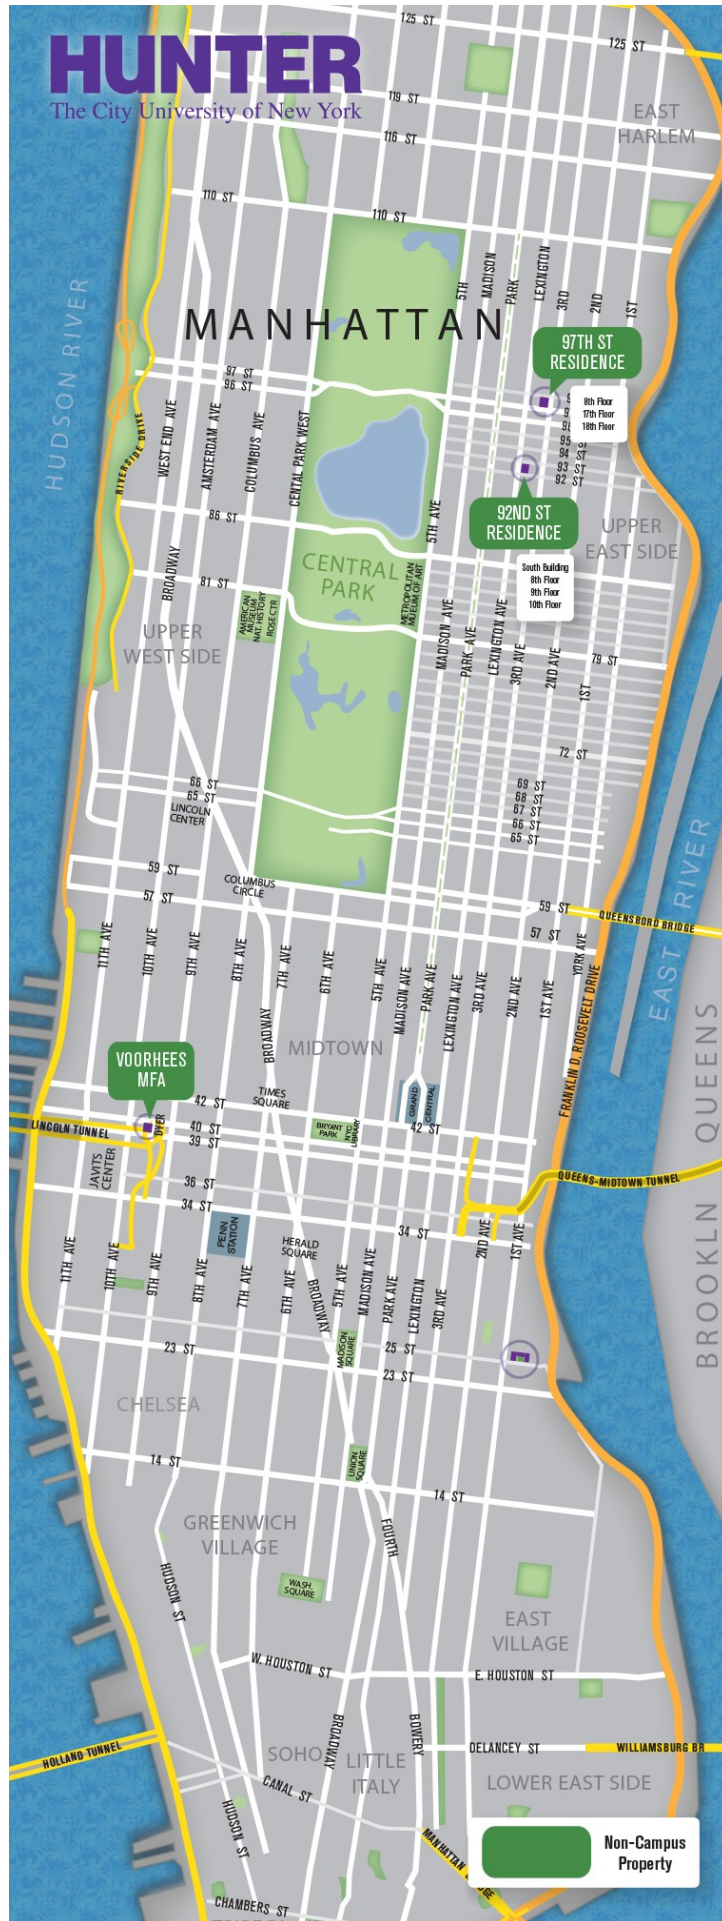 HUNTER
The City University of New York
125 ST
125 ST
119 ST
116 ST
EAST
HARLEM
110 ST
110 ST
HUDSON RIVER
5TH
MADISON
PARK
LEXINGTON
3RD
2ND
1ST
MANHATTAN
97TH ST
RESIDENCE
8th Floor
17th Floor
18th Floor
97 ST
96 ST
RIVERSIDE DRIVE
WEST END AVE
AMSTERDAM AVE
COLUMBUS AVE
CENTAL PARK WEST
95
94 ST
93 ST
92 ST
92ND ST
RESIDENCE
South Building
8th Floor
9th Floor
10th Floor
86 ST
5TH AVE
UPPER
EAST SIDE
CENTRAL
PARK
METROPOLITAN
MUEUM OF ART
BROADWAY
81 ST
AMERICAN
MUSEUM
NAT. HISTORY
ROSE CTR
UPPER
WEST SIDE
MADISON AVE
PARK AVE
LEXINGTON AVE
3RD AVE
2ND AVE
1ST
79 ST
72 ST
66 ST
65 ST
LINCOLN
CENTER
69 ST
68 ST
67 ST
66 ST
65 ST
59 ST
57 ST
COLUMBUS
CIRCLE
59 ST
57 ST
QUEENSBORO BRIDGE
EAST RIVER
11TH AVE
10TH AVE
9TH AVE
8TH AVE
7TH AVE
6TH AVE
5TH AVE
MADISON AVE
PARK AVE
LEXINGTON AVE
3RD AVE
2ND AVE
1ST AVE
YORK AVE
FRANKLIN D. ROOSEVELT DRIVE
BROADWAY
MIDTOWN
VOORHEES
MFA
42 ST
TIMES
SQUARE
GRAND
CENTRAL
LINCOLN TUNNEL
DYER
40 ST
39 ST
BRYANT
PARK
NYC
LIBRARY
42 ST
JAVITS
CENTER
36 ST
34 ST
QUEENS-MIDTOWN TUNNEL
PENN
STATION
HERALD
SQUARE
34 ST
2ND AVE
1ST AVE
11TH AVE
10TH AVE
9TH AVE
8TH AVE
7TH AVE
6TH AVE
BROADWAY
5TH AVE
MADISON AVE
PARK AVE
LEXINGTON
3RD AVE
BROOKLN QUEENS
23 ST
MADISON
SQUARE
25 ST
23 ST
CHELSEA
14 ST
UNION
SQUARE
14 ST
GREENWICH
VILLAGE
FOURTH
HUDSON ST
WASH.
SQUARE
EAST
VILLAGE
W. HOUSTON ST
E. HOUSTON ST
BROADWAY
BOWERY
HOLLAND TUNNEL
SOHO
LITTLE
ITALY
DELANCEY ST
WILLIAMSBURG BR
CANAL ST
LOWER EAST SIDE
HUDSON ST
MANHATTAN
Non-Campus
Property
CHAMBERS ST